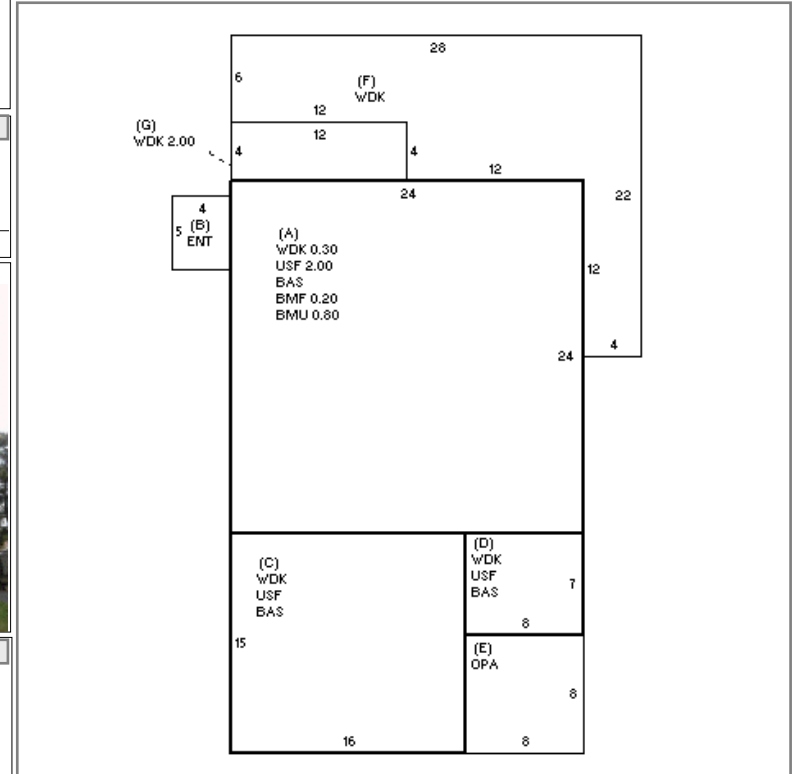 28
6
(F)
WDK
12
(G)
WDK 2.00
12
4
4
12
24
22
4
5
(B)
ENT
(A)
WDK 0.30
USF 2.00
BAS
BMF 0.20
BMU 0.80
12
4
24
(D)
WDK
USF
BAS
7
8
(C)
WDK
USF
BAS
15
16
(E)
OPA
8
8